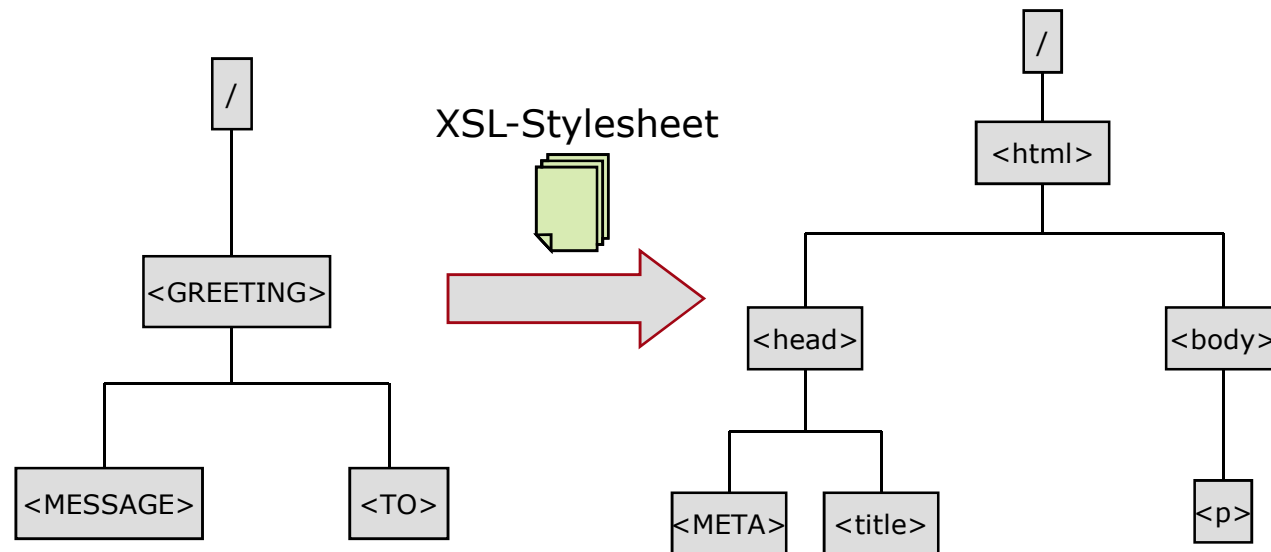 /
<GREETING>
<MESSAGE>
<TO>
XSL-Stylesheet
/
<html>
<head>
<body>
<META>
<title>
<p>